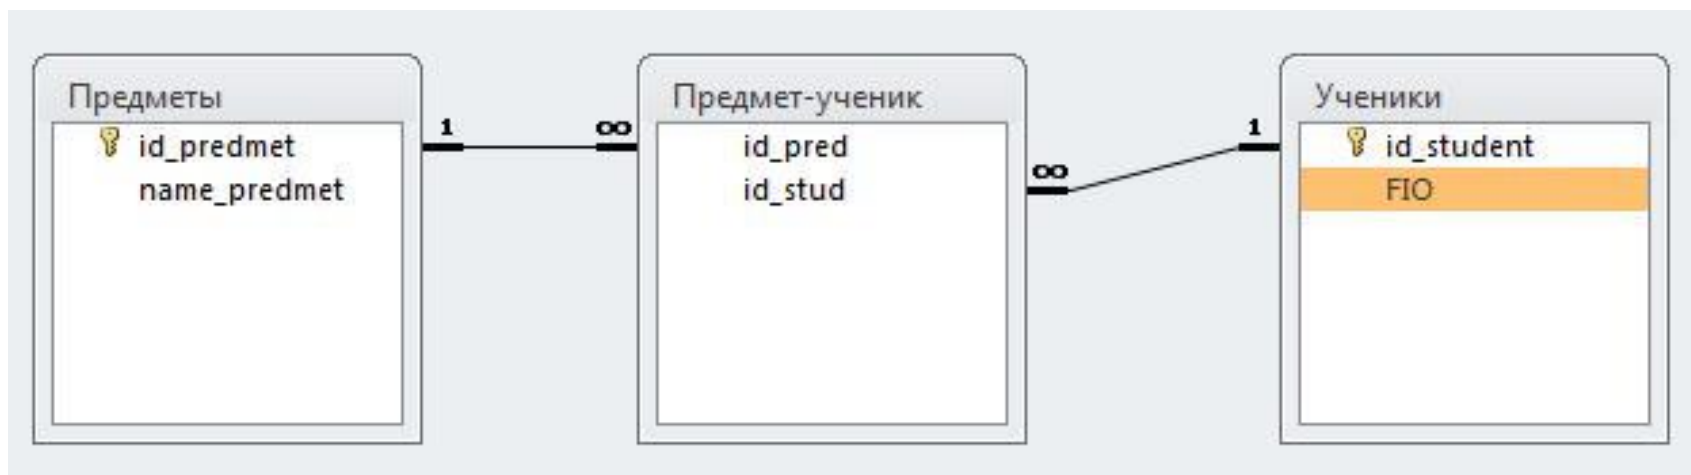 Предметы
id_predmet
name_predmet
1
∞
Предмет-ученик
id_pred
id_stud
∞
1
Ученики
id_student
FIO